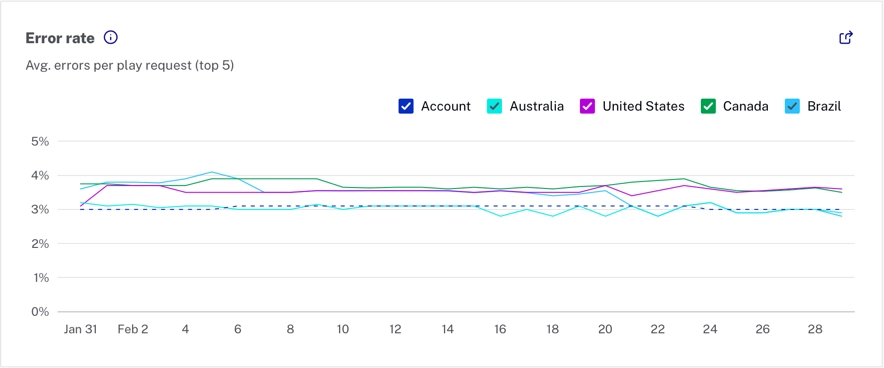 Error rate
Avg. errors per play request (top 5)
Account Australia United States Canada Brazil
5%
4%
3%
2%
1%
0%
Jan 31 Feb 2 4 6 8 10 12 14 16 18 20 22 24 26 28